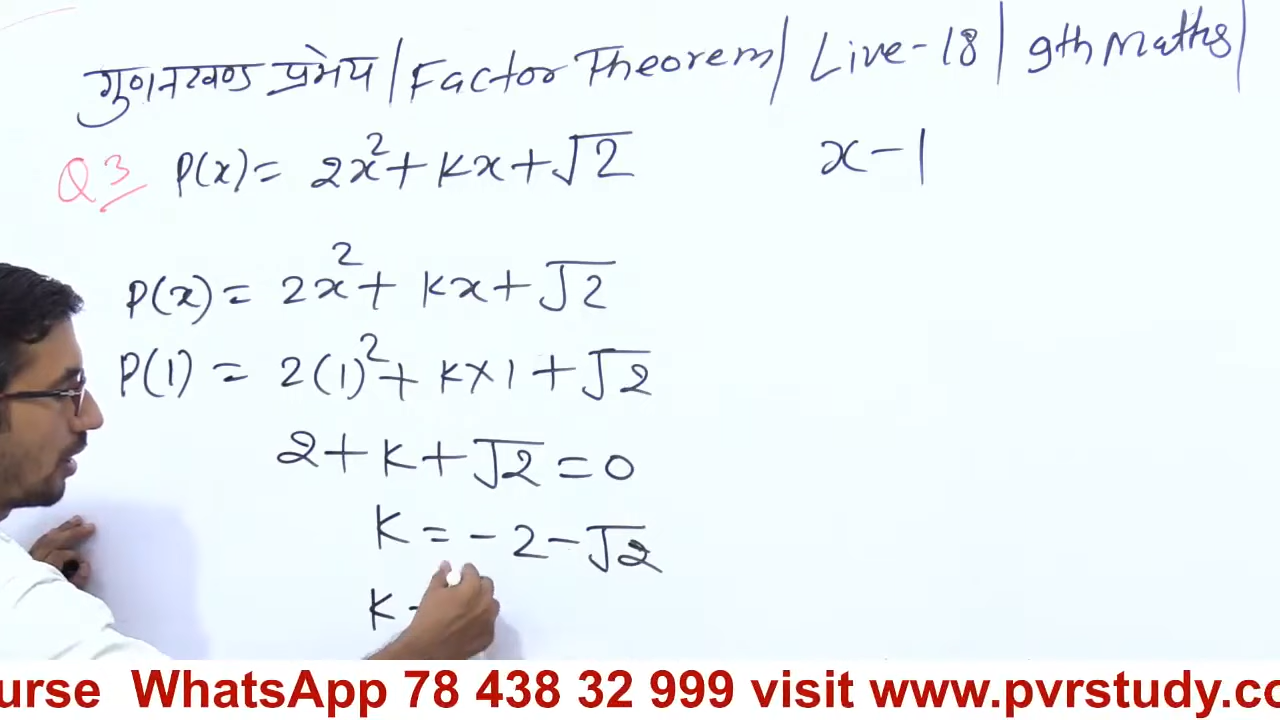 गुणनखण्ड प्रमेय | Factor Theorem | Live-18 | 9th Maths |
Q3 P(x) = 2x² + kx + √2 x-1
P(x) = 2x² + kx + √2
P(1) = 2(1)² + k×1 + √2
2 + k + √2 = 0
k = -2 - √2
k
urse WhatsApp 78 438 32 999 visit www.pvrstudy.co